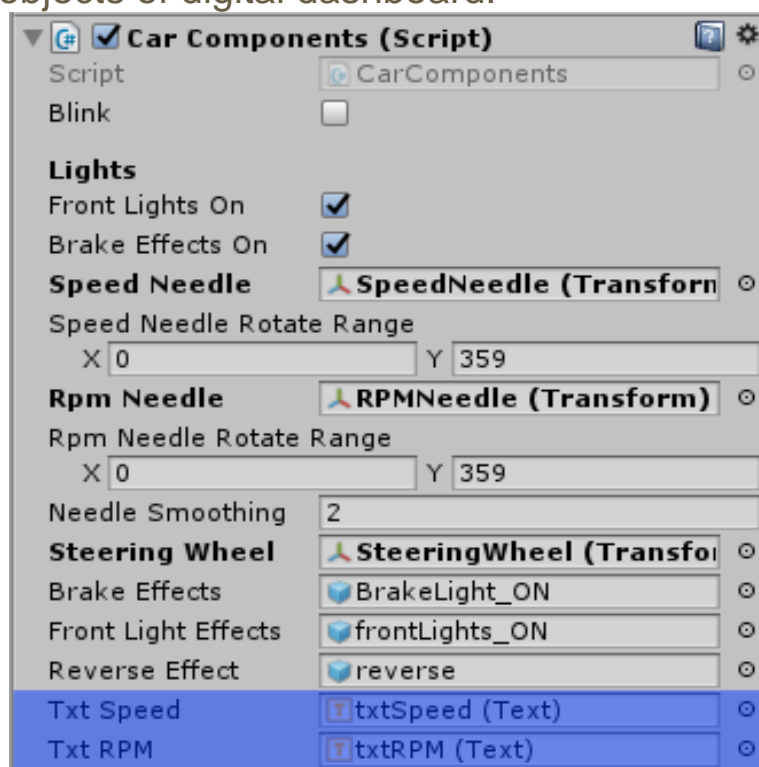 objects of digital dashboard.
Car Components (Script)
Script CarComponents
Blink
Lights
Front Lights On
Brake Effects On
Speed Needle SpeedNeedle (Transform
Speed Needle Rotate Range
X 0 Y 359
Rpm Needle RPMNeedle (Transform)
Rpm Needle Rotate Range
X 0 Y 359
Needle Smoothing 2
Steering Wheel SteeringWheel (Transfo
Brake Effects BrakeLight_ON
Front Light Effects frontLights_ON
Reverse Effect reverse
Txt Speed txtSpeed (Text)
Txt RPM txtRPM (Text)